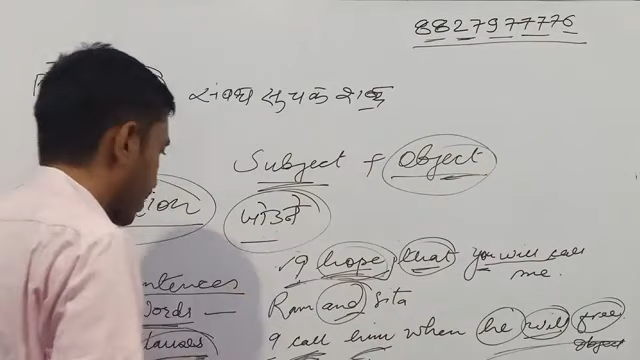 8827977776
संबंध सूचक शब्द
Subject + Object
जोड़ने
I hope that you will call me.
Words — Ram and Sita
I call him when he will free
object